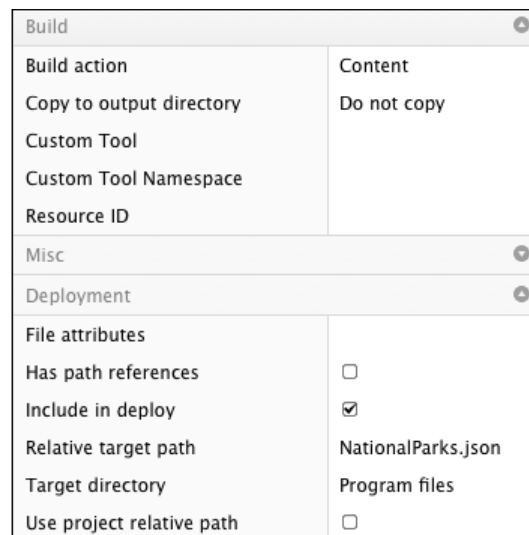 Build
Build action Content
Copy to output directory Do not copy
Custom Tool
Custom Tool Namespace
Resource ID
Misc
Deployment
File attributes
Has path references
Include in deploy
Relative target path NationalParks.json
Target directory Program files
Use project relative path